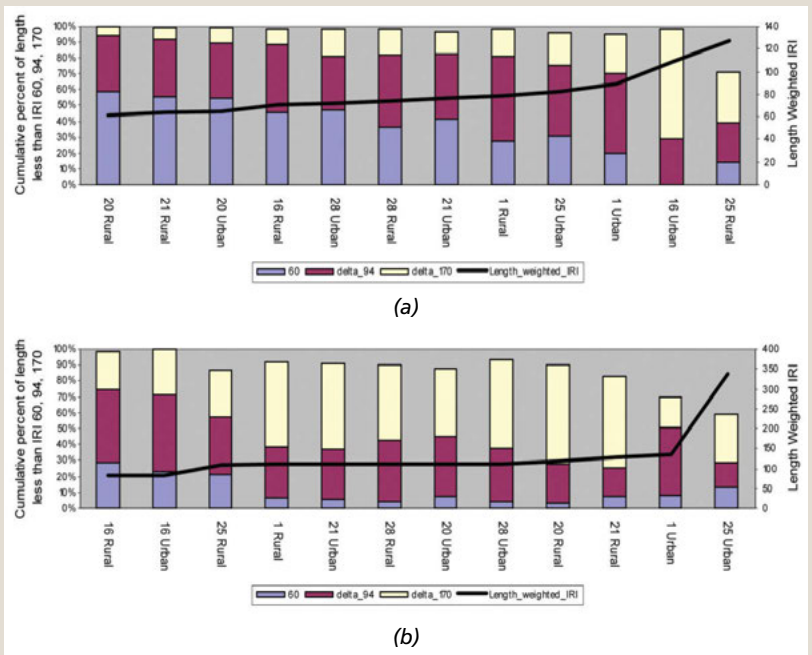 Cumulative percent of length
less than IRI 60, 94, 170
100%
90%
80%
70%
60%
50%
40%
30%
20%
10%
0%
140
120
100
80
60
40
20
0
Length Weighted IRI
20 Rural
21 Rural
20 Urban
16 Rural
28 Urban
28 Rural
21 Urban
1 Rural
25 Urban
1 Urban
16 Urban
25 Rural
60 delta_94 delta_170 Length_weighted_IRI
(a)
Cumulative percent of length
less than IRI 60, 94, 170
100%
90%
80%
70%
60%
50%
40%
30%
20%
10%
0%
400
350
300
250
200
150
100
50
0
Length Weighted IRI
16 Rural
16 Urban
25 Rural
1 Rural
21 Urban
28 Rural
20 Urban
28 Urban
20 Rural
21 Rural
1 Urban
25 Urban
60 delta_94 delta_170 Length_weighted_IRI
(b)